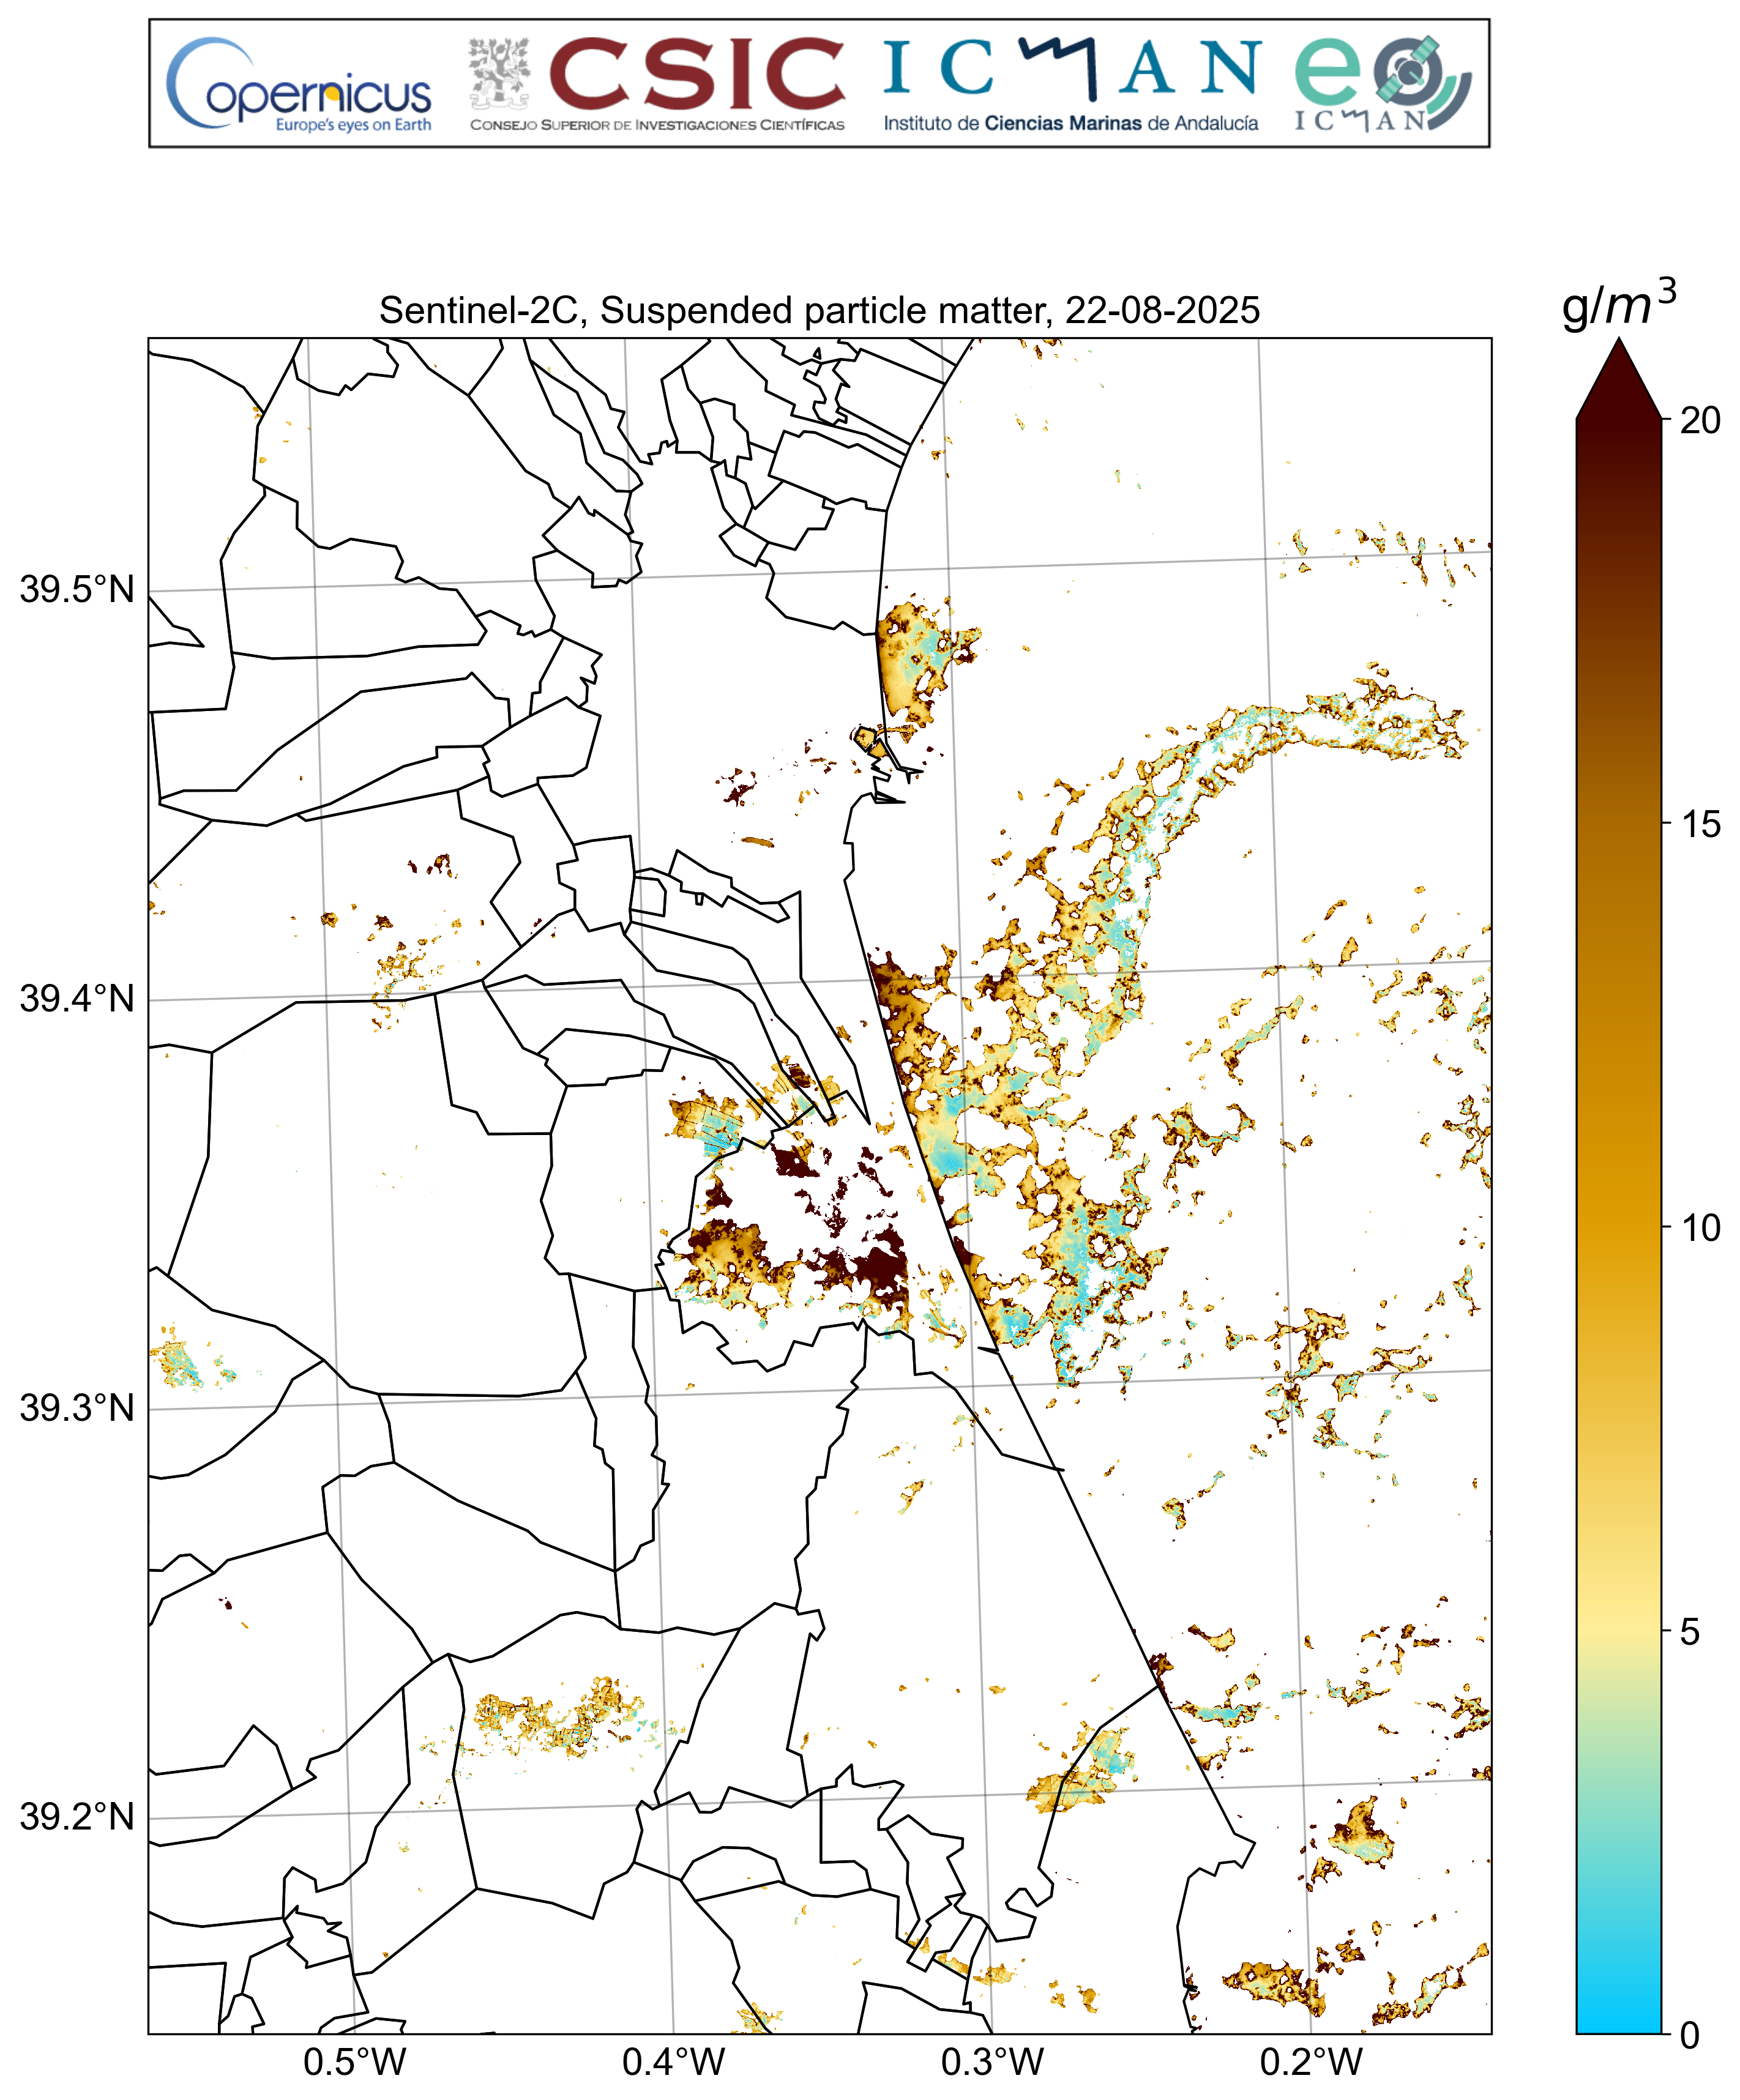 Copernicus
Europe's eyes on Earth
CSIC
CONSEJO SUPERIOR DE INVESTIGACIONES CIENTÍFICAS
ICMAN
Instituto de Ciencias Marinas de Andalucía
eo
ICMAN
Sentinel-2C, Suspended particle matter, 22-08-2025
g/m³
20
15
10
5
0
39.5°N
39.4°N
39.3°N
39.2°N
0.5°W
0.4°W
0.3°W
0.2°W